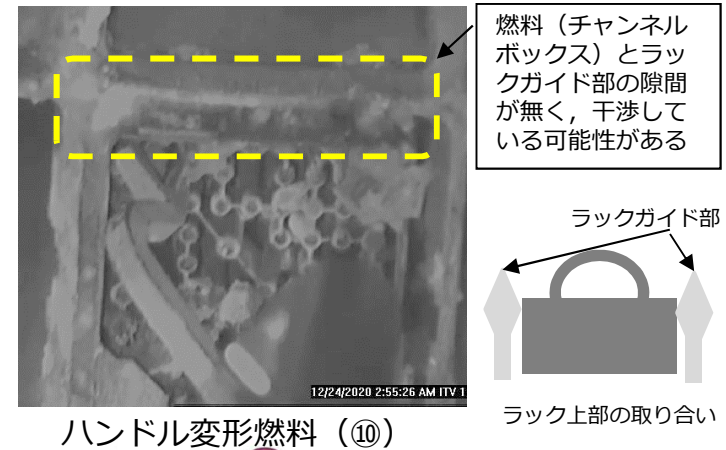 燃料（チャンネル
ボックス）とラッ
クガイド部の隙間
が無く，干渉して
いる可能性がある
ラックガイド部
12/24/2020 2:55:26 AM ITV 1
ラック上部の取り合い
ハンドル変形燃料（⑩）